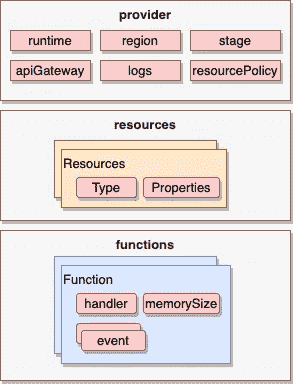 provider
runtime region stage
apiGateway logs resourcePolicy
resources
Resources
Type Properties
functions
Function
handler memorySize
event